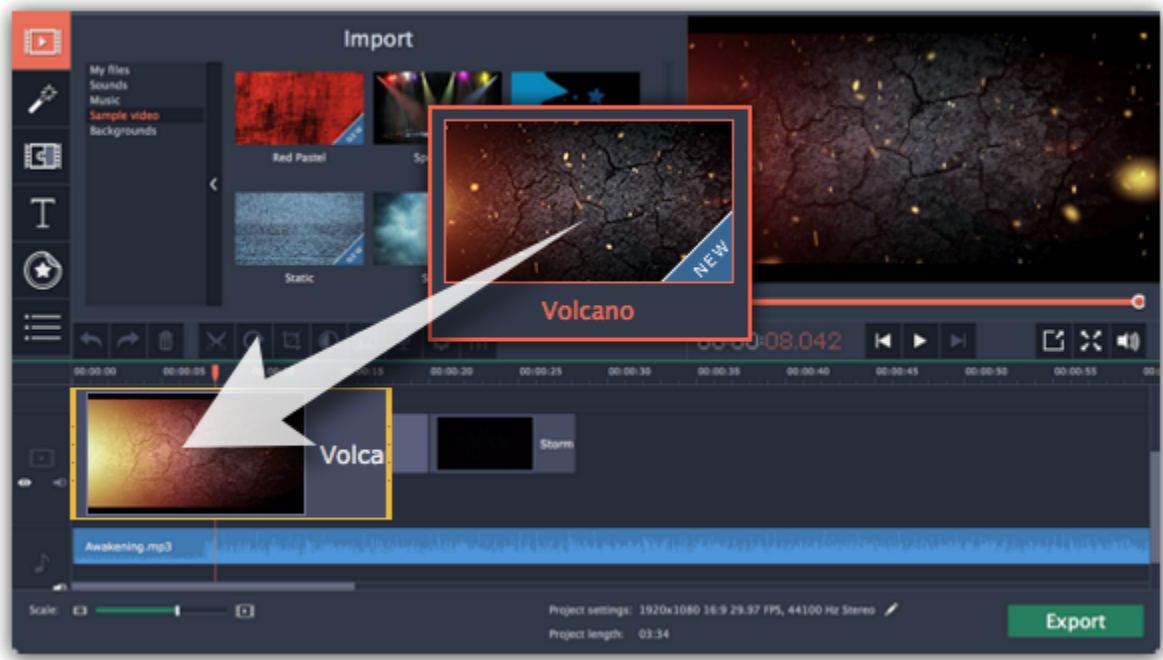 Import
My files
Sounds
Music
Sample video
Backgrounds
Red Pastel
NEW
Static
NEW
NEW
Volcano
08.042
00:00:00 00:00:05 00:00:15 00:00:20 00:00:25 00:00:30 00:00:35 00:00:40 00:00:45 00:00:50 00:00:55
Volca
Storm
Awakening.mp3
Scale:
Project settings: 1920x1080 16:9 29.97 FPS, 44100 Hz Stereo
Project length: 03:34
Export